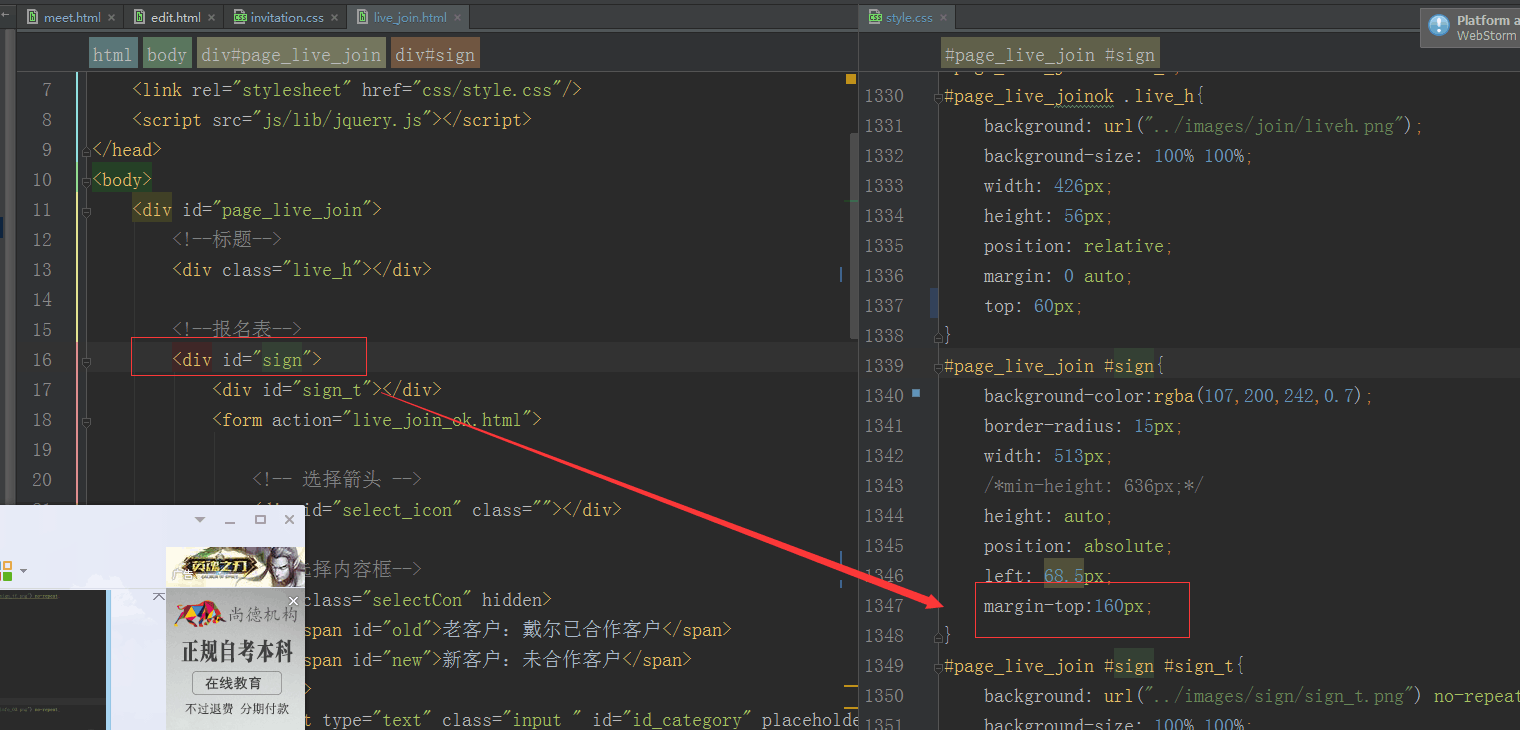 meet.html
edit.html
invitation.css
live_join.html
style.css
Platform a
WebStorm
html body div#page_live_join div#sign
#page_live_join #sign
7 <link rel="stylesheet" href="css/style.css"/>
8 <script src="js/lib/jquery.js"></script>
9 </head>
10 <body>
11 <div id="page_live_join">
12 <!--标题-->
13 <div class="live_h"></div>
14
15 <!--报名表-->
16 <div id="sign">
17 <div id="sign_t"></div>
18 <form action="live_join_ok.html">
19
20 <!-- 选择箭头 -->
id="select_icon" class=""></div>
选择内容框-->
class="selectCon" hidden>
span id="old">老客户：戴尔已合作客户</span>
span id="new">新客户：未合作客户</span>
>
t type="text" class="input " id="id_category" placeholde
1330 #page_live_joinok .live_h{
1331 background: url("../images/join/liveh.png");
1332 background-size: 100% 100%;
1333 width: 426px;
1334 height: 56px;
1335 position: relative;
1336 margin: 0 auto;
1337 top: 60px;
1338 }
1339 #page_live_join #sign{
1340 background-color:rgba(107,200,242,0.7);
1341 border-radius: 15px;
1342 width: 513px;
1343 /*min-height: 636px;*/
1344 height: auto;
1345 position: absolute;
1346 left: 68.5px;
1347 margin-top:160px;
1348 }
1349 #page_live_join #sign #sign_t{
1350 background: url("../images/sign/sign_t.png") no-repeat
1351 background-size: 100% 100%;
英魂之刃
广告
尚德机构
正规自考本科
在线教育
不过退费 分期付款